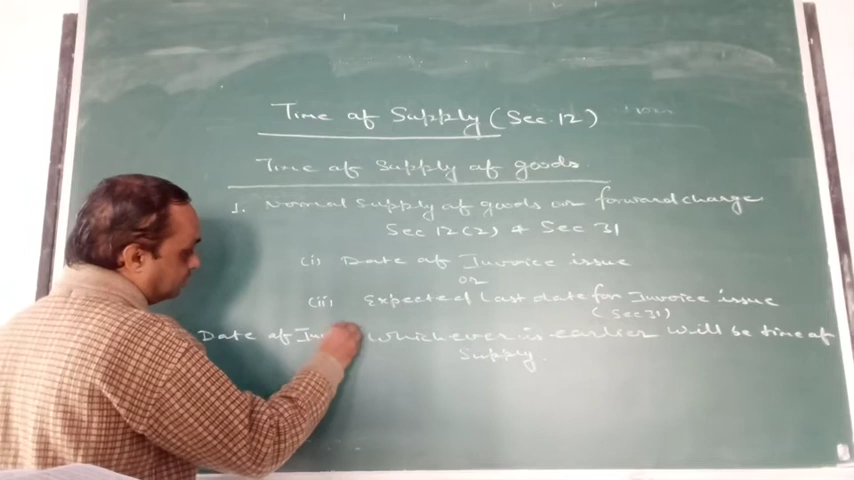 Time of Supply (Sec. 12)
Time of Supply of goods.
1. Normal Supply of goods or forward charge
Sec 12(2) & Sec 31
(i) Date of Invoice issue
or
(ii) Expected last date for Invoice issue
(Sec 31)
Date of whichever is earlier will be time of
Supply.